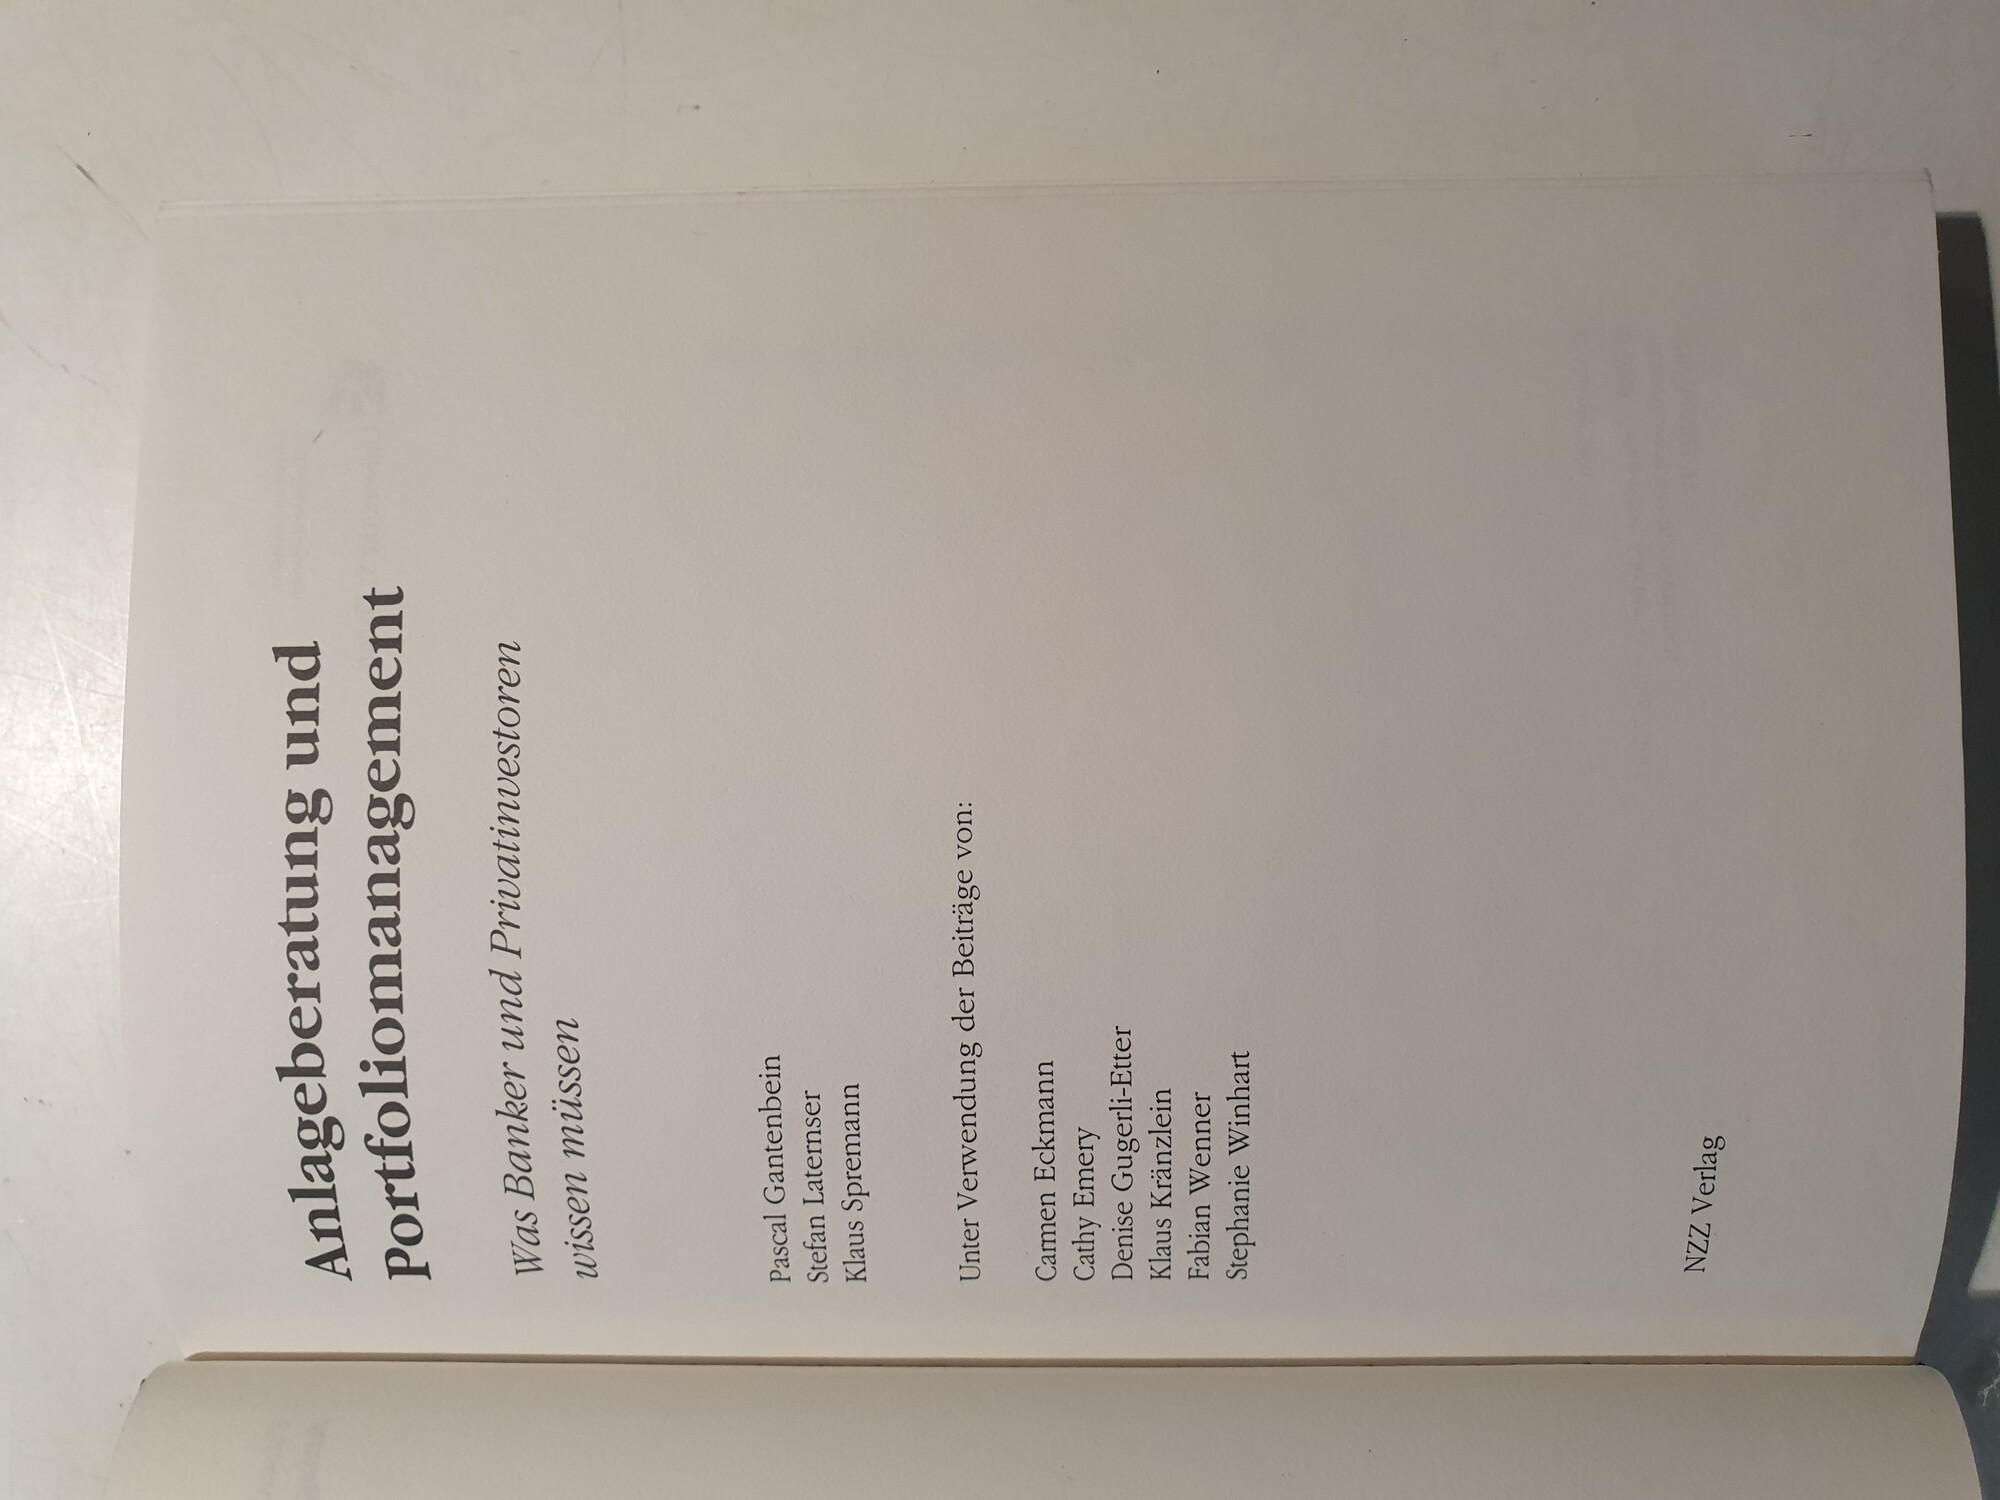 Anlageberatung und
Portfoliomanagement
Was Banker und Privatinvestoren
wissen müssen
Pascal Gantenbein
Stefan Laternser
Klaus Spremann
Unter Verwendung der Beiträge von:
Carmen Eckmann
Cathy Emery
Denise Gugerli-Etter
Klaus Kränzlein
Fabian Wenner
Stephanie Winhart
NZZ Verlag